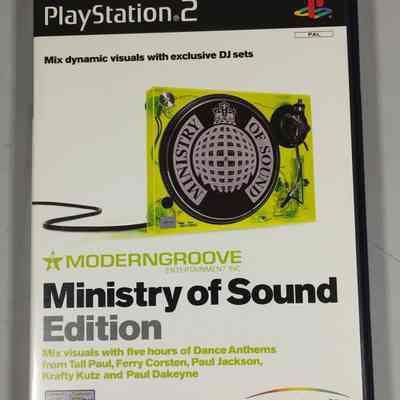 PlayStation®2
PAL
Mix dynamic visuals with exclusive DJ sets
MINISTRY OF SOUND
MODERNGROOVE
ENTERTAINMENT INC
Ministry of Sound
Edition
Mix visuals with five hours of Dance Anthems
from Tall Paul, Ferry Corsten, Paul Jackson,
Krafty Kutz and Paul Dakeyne